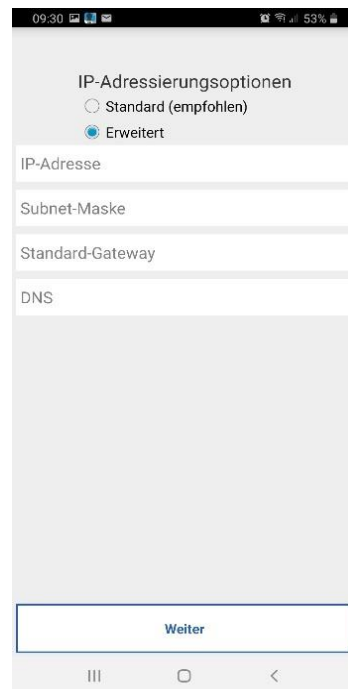 09:30 53%
IP-Adressierungsoptionen
Standard (empfohlen)
Erweitert
IP-Adresse
Subnet-Maske
Standard-Gateway
DNS
Weiter